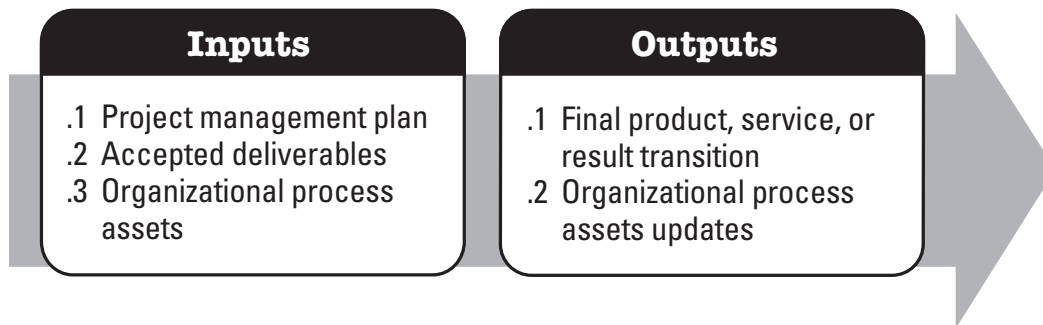 Inputs
.1 Project management plan
.2 Accepted deliverables
.3 Organizational process
assets
Outputs
.1 Final product, service, or
result transition
.2 Organizational process
assets updates